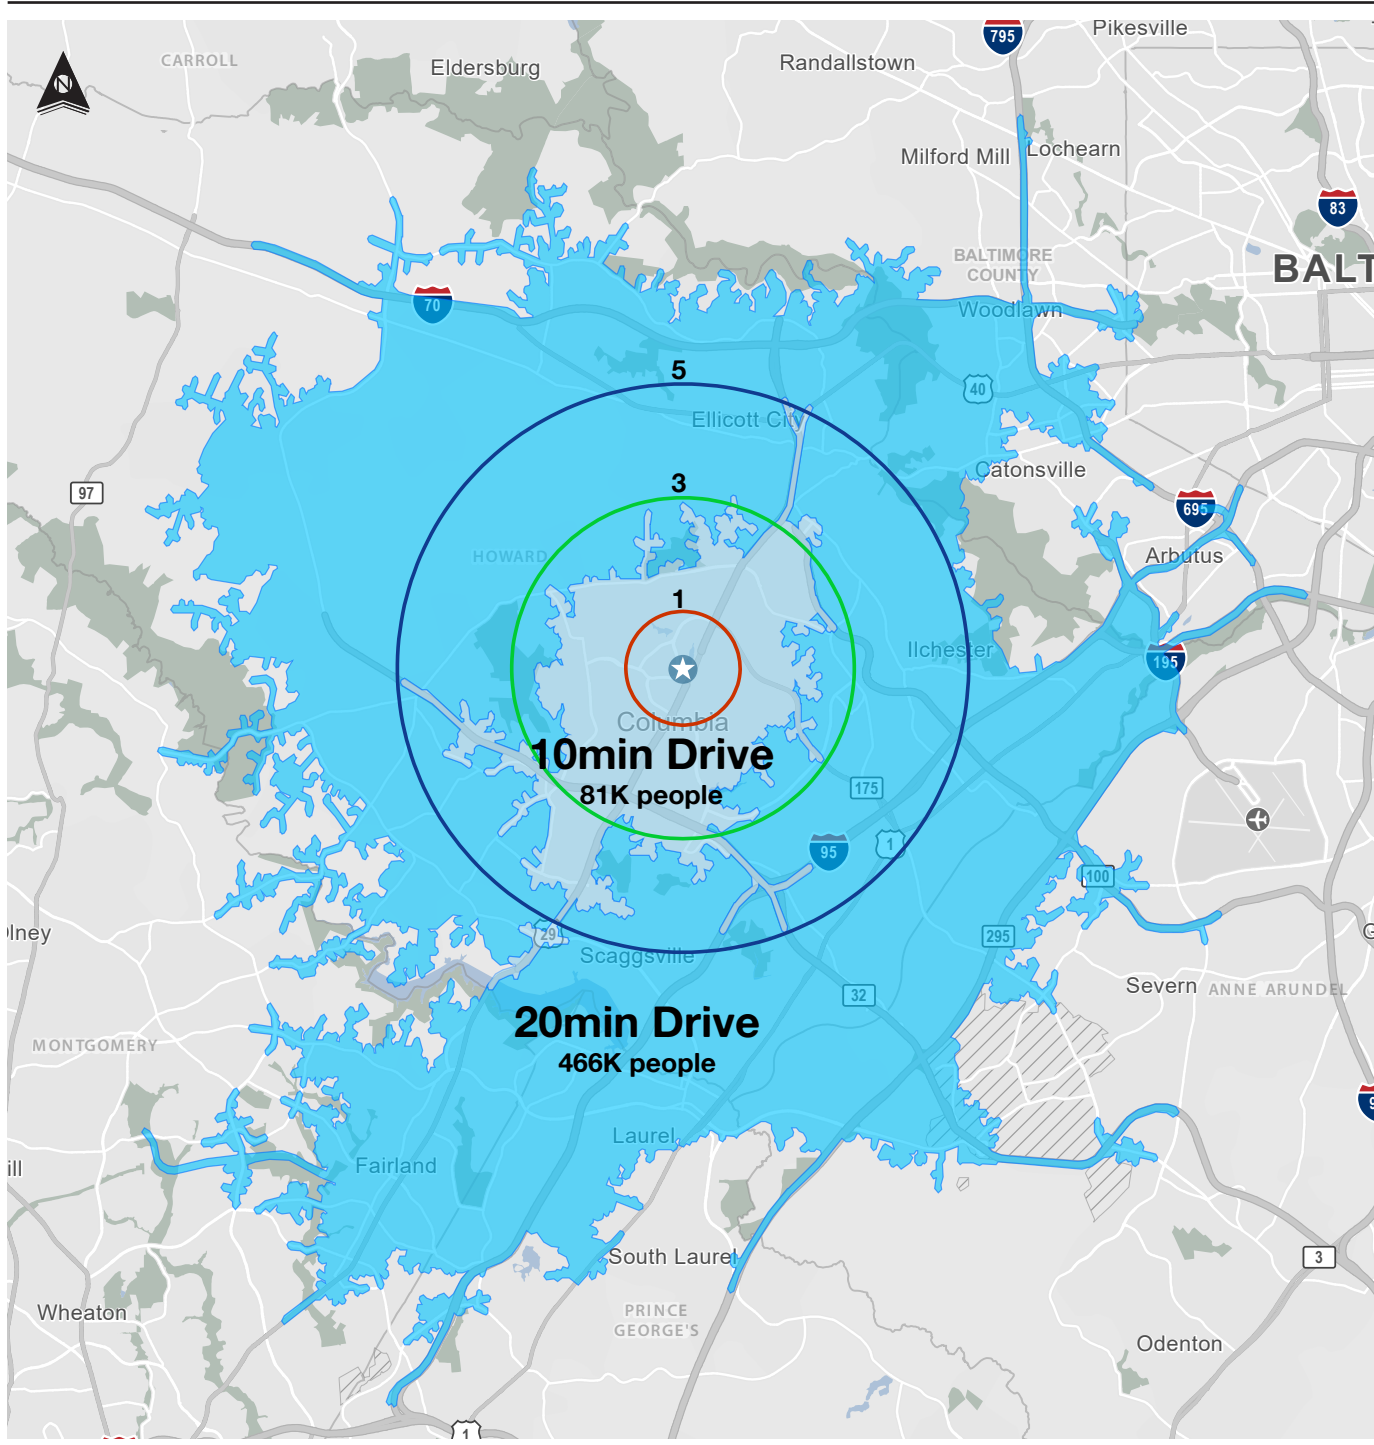 795
Pikesville
CARROLL
Eldersburg
Randallstown
N
Milford Mill
Lochearn
83
BALTIMORE
COUNTY
BALT
70
Woodlawn
5
40
Ellicott City
Catonsville
3
97
695
HOWARD
Arbutus
1
Ilchester
195
Columbia
10min Drive
81K people
175
95
1
100
lney
29
295
Scaggsville
Severn
ANNE ARUNDEL
32
20min Drive
466K people
MONTGOMERY
9
Laurel
ill
Fairland
South Laurel
3
Wheaton
PRINCE
GEORGE'S
Odenton
1